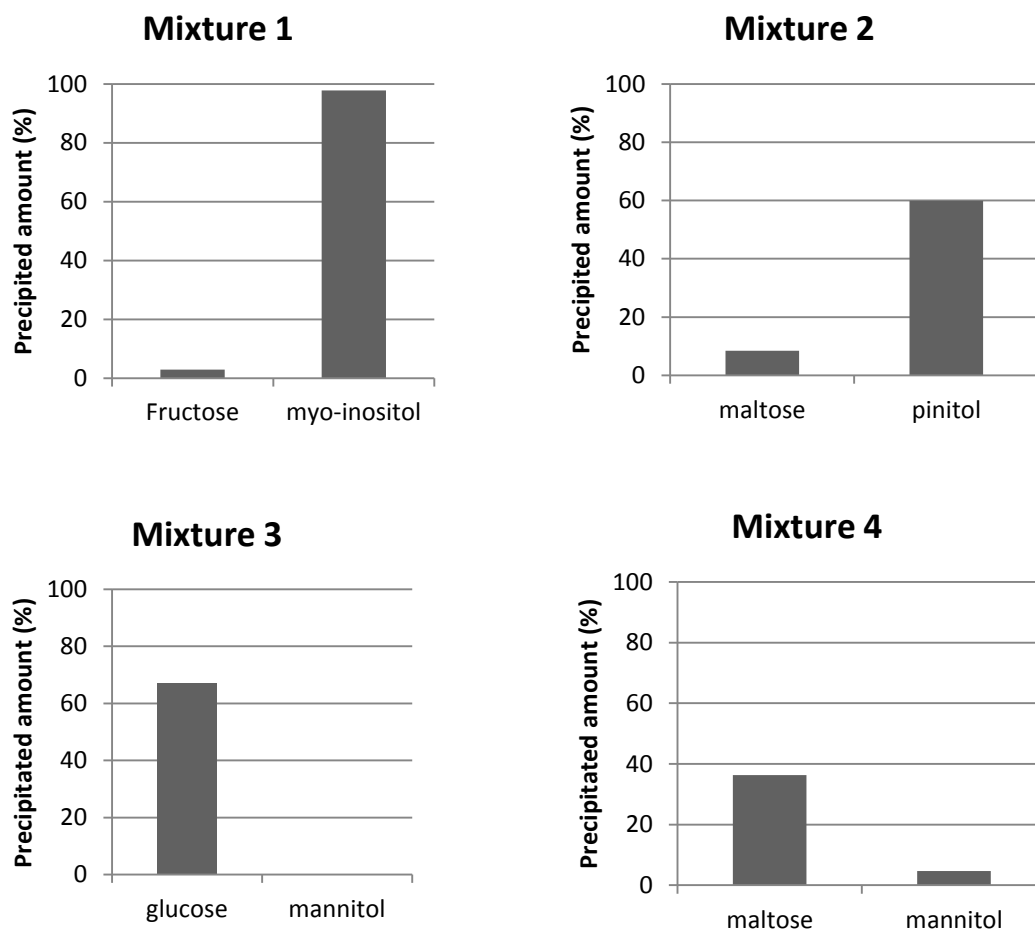 Mixture 1
Precipited amount (%)
100
80
60
40
20
0
Fructose myo-inositol
Mixture 2
Precipited amount (%)
100
80
60
40
20
0
maltose pinitol
Mixture 3
Precipitated amount (%)
100
80
60
40
20
0
glucose mannitol
Mixture 4
Precipitated amount (%)
100
80
60
40
20
0
maltose mannitol